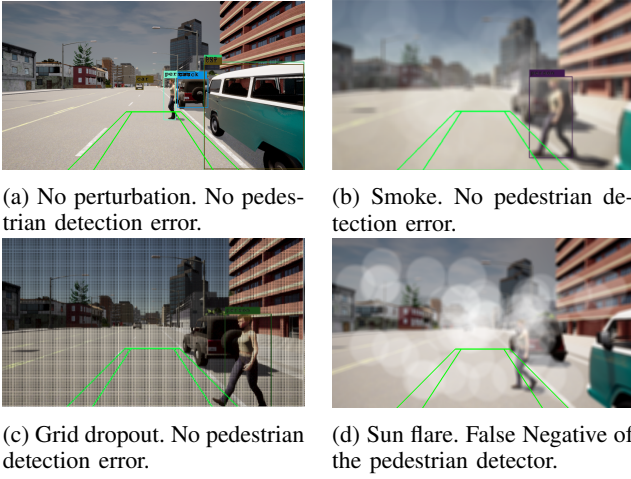 (a) No perturbation. No pedes-
trian detection error.
(b) Smoke. No pedestrian de-
tection error.
(c) Grid dropout. No pedestrian
detection error.
(d) Sun flare. False Negative of
the pedestrian detector.